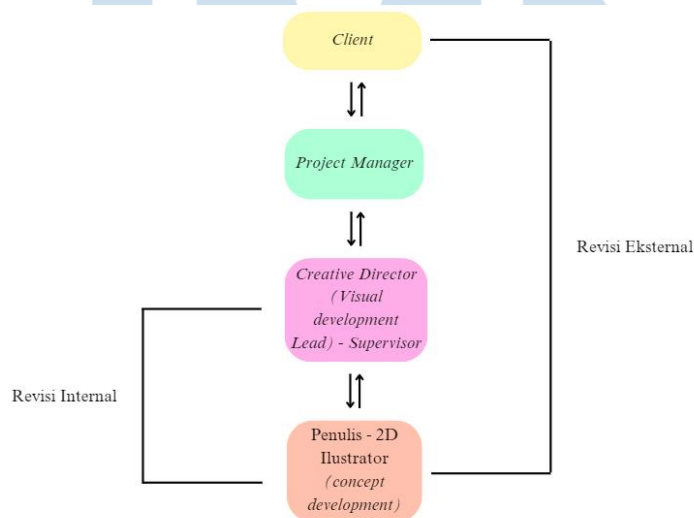 Client
Project Manager
Revisi Eksternal
Creative Director
(Visual
development
Lead) - Supervisor
Revisi Internal
Penulis - 2D
Ilustrator
(concept
development)